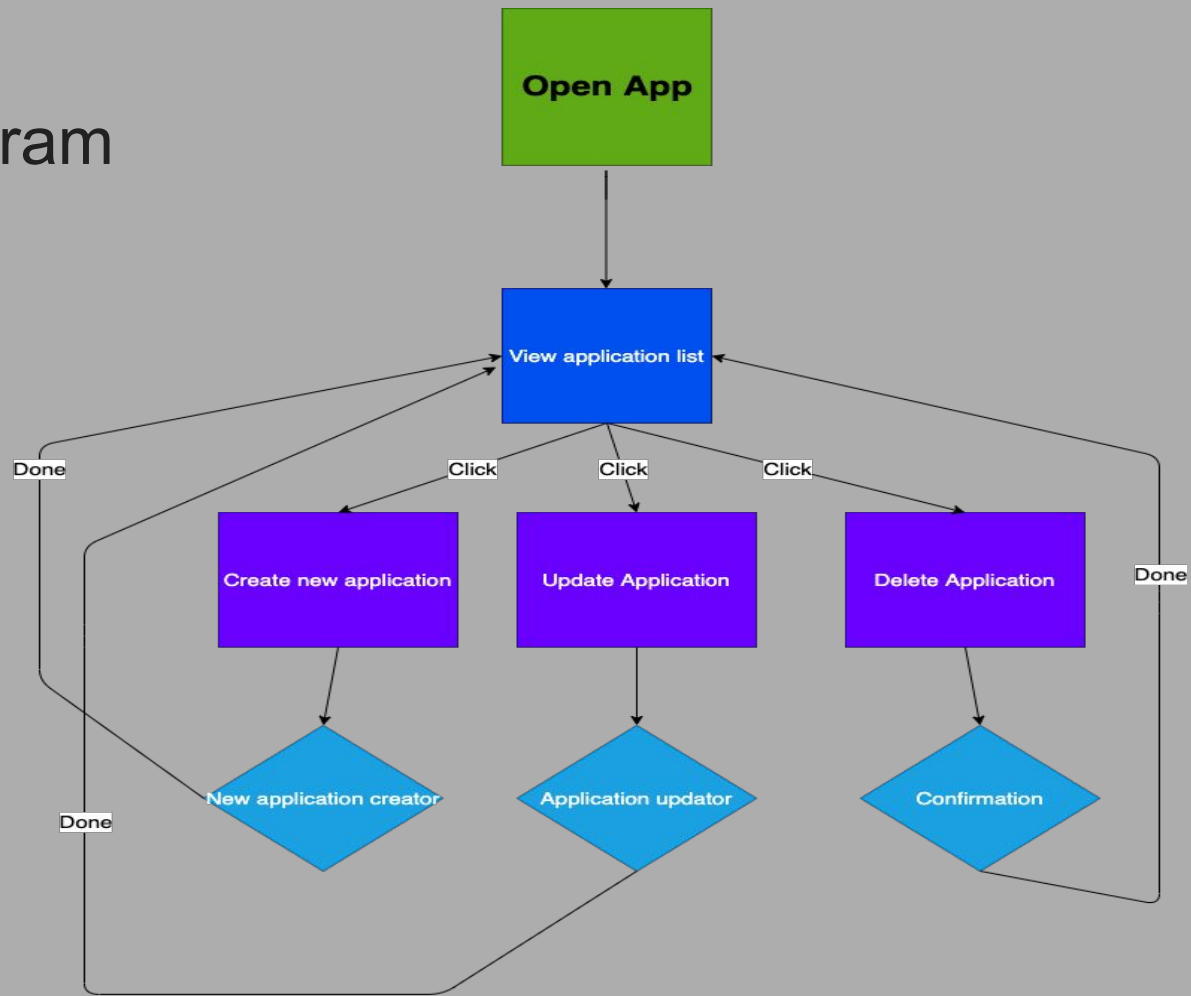 Open App
ram
View application list
Done
Click
Click
Click
Create new application
Update Application
Delete Application
Done
New application creator
Application updator
Confirmation
Done